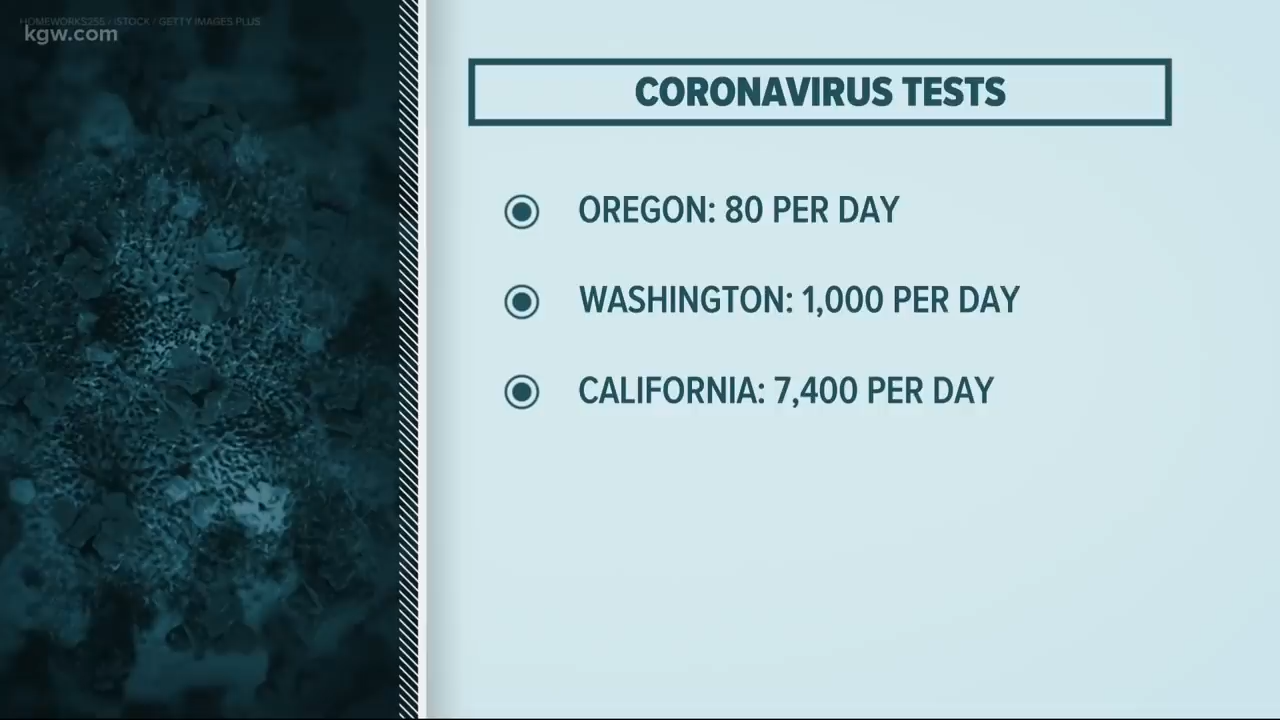 HOMEWORKS255 / iSTOCK / GETTY IMAGES PLUS
kgw.com
CORONAVIRUS TESTS
OREGON: 80 PER DAY
WASHINGTON: 1,000 PER DAY
CALIFORNIA: 7,400 PER DAY